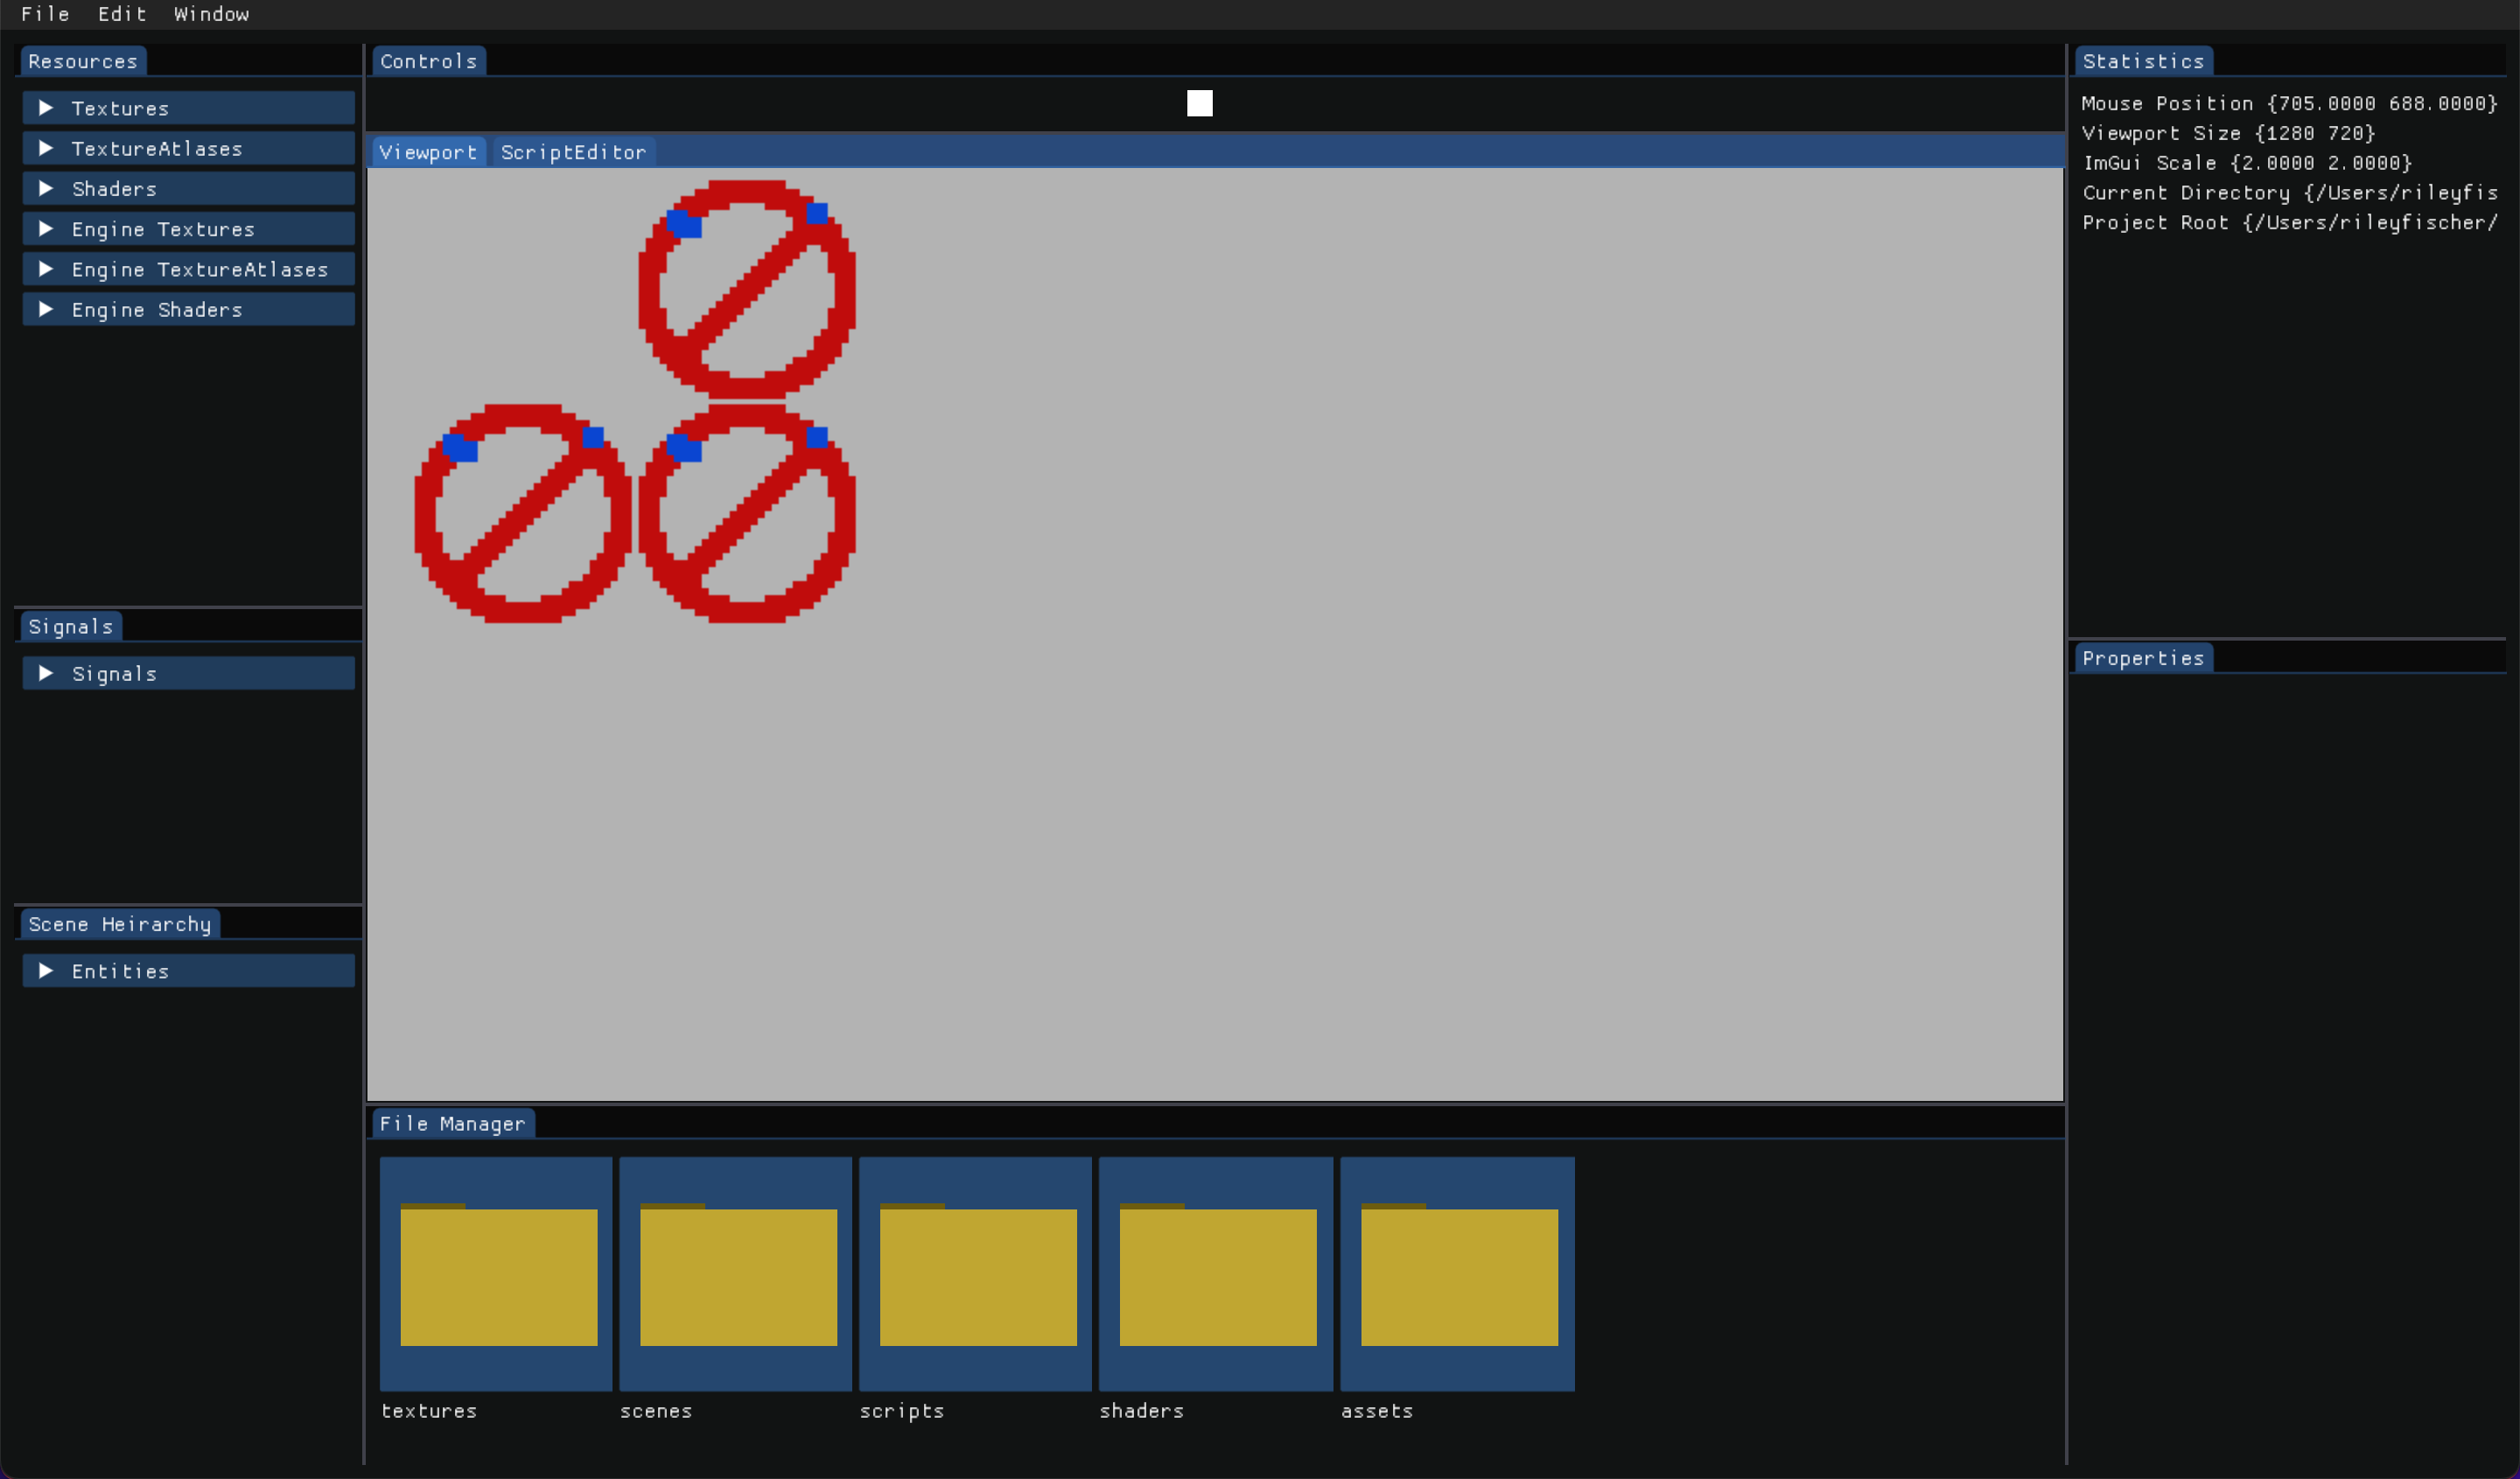 File Edit Window
Resources
Textures
TextureAtlases
Shaders
Engine Textures
Engine TextureAtlases
Engine Shaders
Signals
Signals
Scene Heirarchy
Entities
Controls
Viewport ScriptEditor
File Manager
textures scenes scripts shaders assets
Statistics
Mouse Position {705.0000 688.0000}
Viewport Size {1280 720}
ImGui Scale {2.0000 2.0000}
Current Directory {/Users/rileyfis
Project Root {/Users/rileyfischer/
Properties